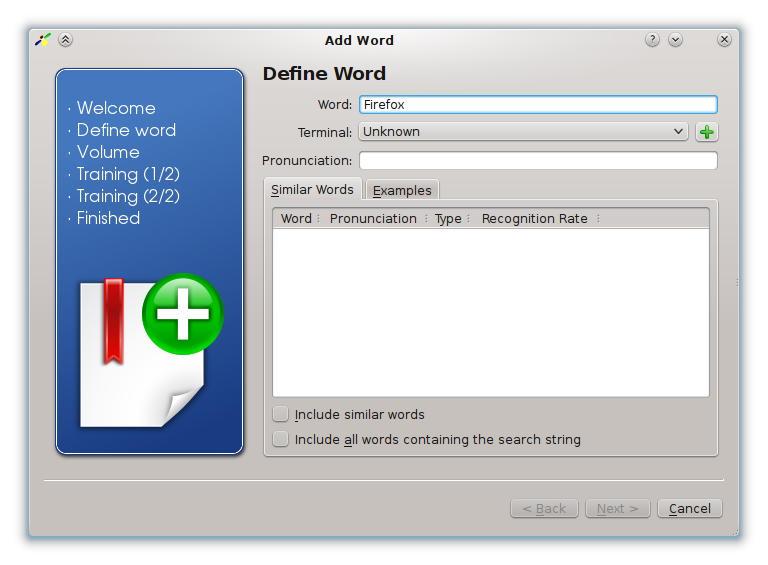 Add Word
· Welcome
· Define word
· Volume
· Training (1/2)
· Training (2/2)
· Finished
Define Word
Word: Firefox
Terminal: Unknown
Pronunciation:
Similar Words Examples
Word Pronunciation Type Recognition Rate
Include similar words
Include all words containing the search string
< Back Next > Cancel